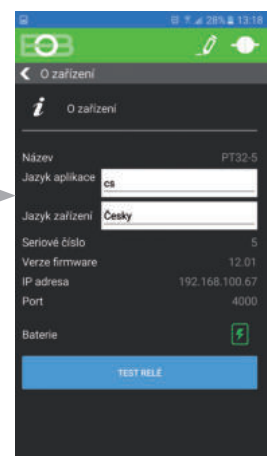 28% 13:18
EOB
O zařízení
i O zařízení
Název PT32-5
Jazyk aplikace cs
Jazyk zařízení Česky
Seriové číslo 5
Verze firmware 12.01
IP adresa 192.168.100.67
Port 4000
Baterie
TEST RELÉ